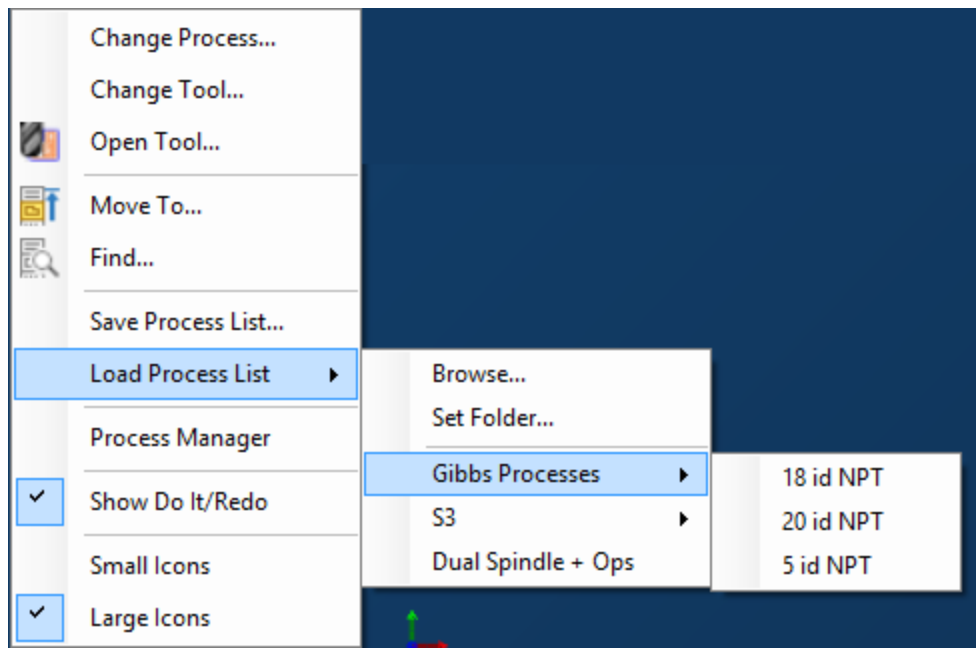 Change Process...
Change Tool...
Open Tool...
Move To...
Find...
Save Process List...
Load Process List
Process Manager
Show Do It/Redo
Small Icons
Large Icons
Browse...
Set Folder...
Gibbs Processes
S3
Dual Spindle + Ops
18 id NPT
20 id NPT
5 id NPT